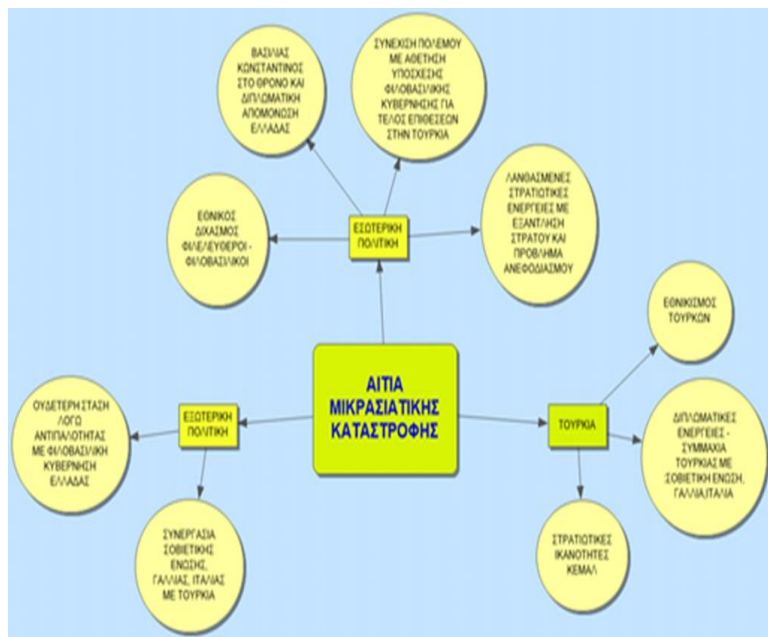 ΒΑΣΙΛΙΑΣ
ΚΩΝΣΤΑΝΤΙΝΟΣ
ΣΤΟ ΘΡΟΝΟ ΚΑΙ
ΔΙΠΛΩΜΑΤΙΚΗ
ΑΠΟΜΟΝΩΣΗ
ΕΛΛΑΔΑΣ
ΣΥΝΕΧΙΣΗ ΠΟΛΕΜΟΥ
ΜΕ ΑΘΕΤΗΣΗ
ΥΠΟΣΧΕΣΗΣ
ΦΙΛΟΒΑΣΙΛΙΚΗΣ
ΚΥΒΕΡΝΗΣΗΣ ΓΙΑ
ΤΕΛΟΣ ΕΠΙΘΕΣΕΩΝ
ΣΤΗΝ ΤΟΥΡΚΙΑ
ΛΑΝΘΑΣΜΕΝΕΣ
ΣΤΡΑΤΙΩΤΙΚΕΣ
ΕΝΕΡΓΕΙΕΣ ΜΕ
ΕΞΑΝΤΛΗΣΗ
ΣΤΡΑΤΟΥ ΚΑΙ
ΠΡΟΒΛΗΜΑ
ΑΝΕΦΟΔΙΑΣΜΟΥ
ΕΘΝΙΚΟΣ
ΔΙΧΑΣΜΟΣ
ΦΙΛΕΛΕΥΘΕΡΟΙ -
ΦΙΛΟΒΑΣΙΛΙΚΟΙ
ΕΣΩΤΕΡΙΚΗ
ΠΟΛΙΤΙΚΗ
ΕΘΝΙΚΙΣΜΟΣ
ΤΟΥΡΚΩΝ
ΑΙΤΙΑ
ΜΙΚΡΑΣΙΑΤΙΚΗΣ
ΚΑΤΑΣΤΡΟΦΗΣ
ΟΥΔΕΤΕΡΗ ΣΤΑΣΗ
ΛΟΓΩ
ΑΝΤΙΠΑΛΟΤΗΤΑΣ
ΜΕ ΦΙΛΟΒΑΣΙΛΙΚΗ
ΚΥΒΕΡΝΗΣΗ
ΕΛΛΑΔΑΣ
ΕΞΩΤΕΡΙΚΗ
ΠΟΛΙΤΙΚΗ
ΤΟΥΡΚΙΑ
ΔΙΠΛΩΜΑΤΙΚΕΣ
ΕΝΕΡΓΕΙΕΣ -
ΣΥΜΜΑΧΙΑ
ΤΟΥΡΚΙΑΣ ΜΕ
ΣΟΒΙΕΤΙΚΗ ΕΝΩΣΗ,
ΓΑΛΛΙΑ,ΙΤΑΛΙΑ
ΣΥΝΕΡΓΑΣΙΑ
ΣΟΒΙΕΤΙΚΗΣ
ΕΝΩΣΗΣ,
ΓΑΛΛΙΑΣ, ΙΤΑΛΙΑΣ
ΜΕ ΤΟΥΡΚΙΑ
ΣΤΡΑΤΙΩΤΙΚΕΣ
ΙΚΑΝΟΤΗΤΕΣ
ΚΕΜΑΛ